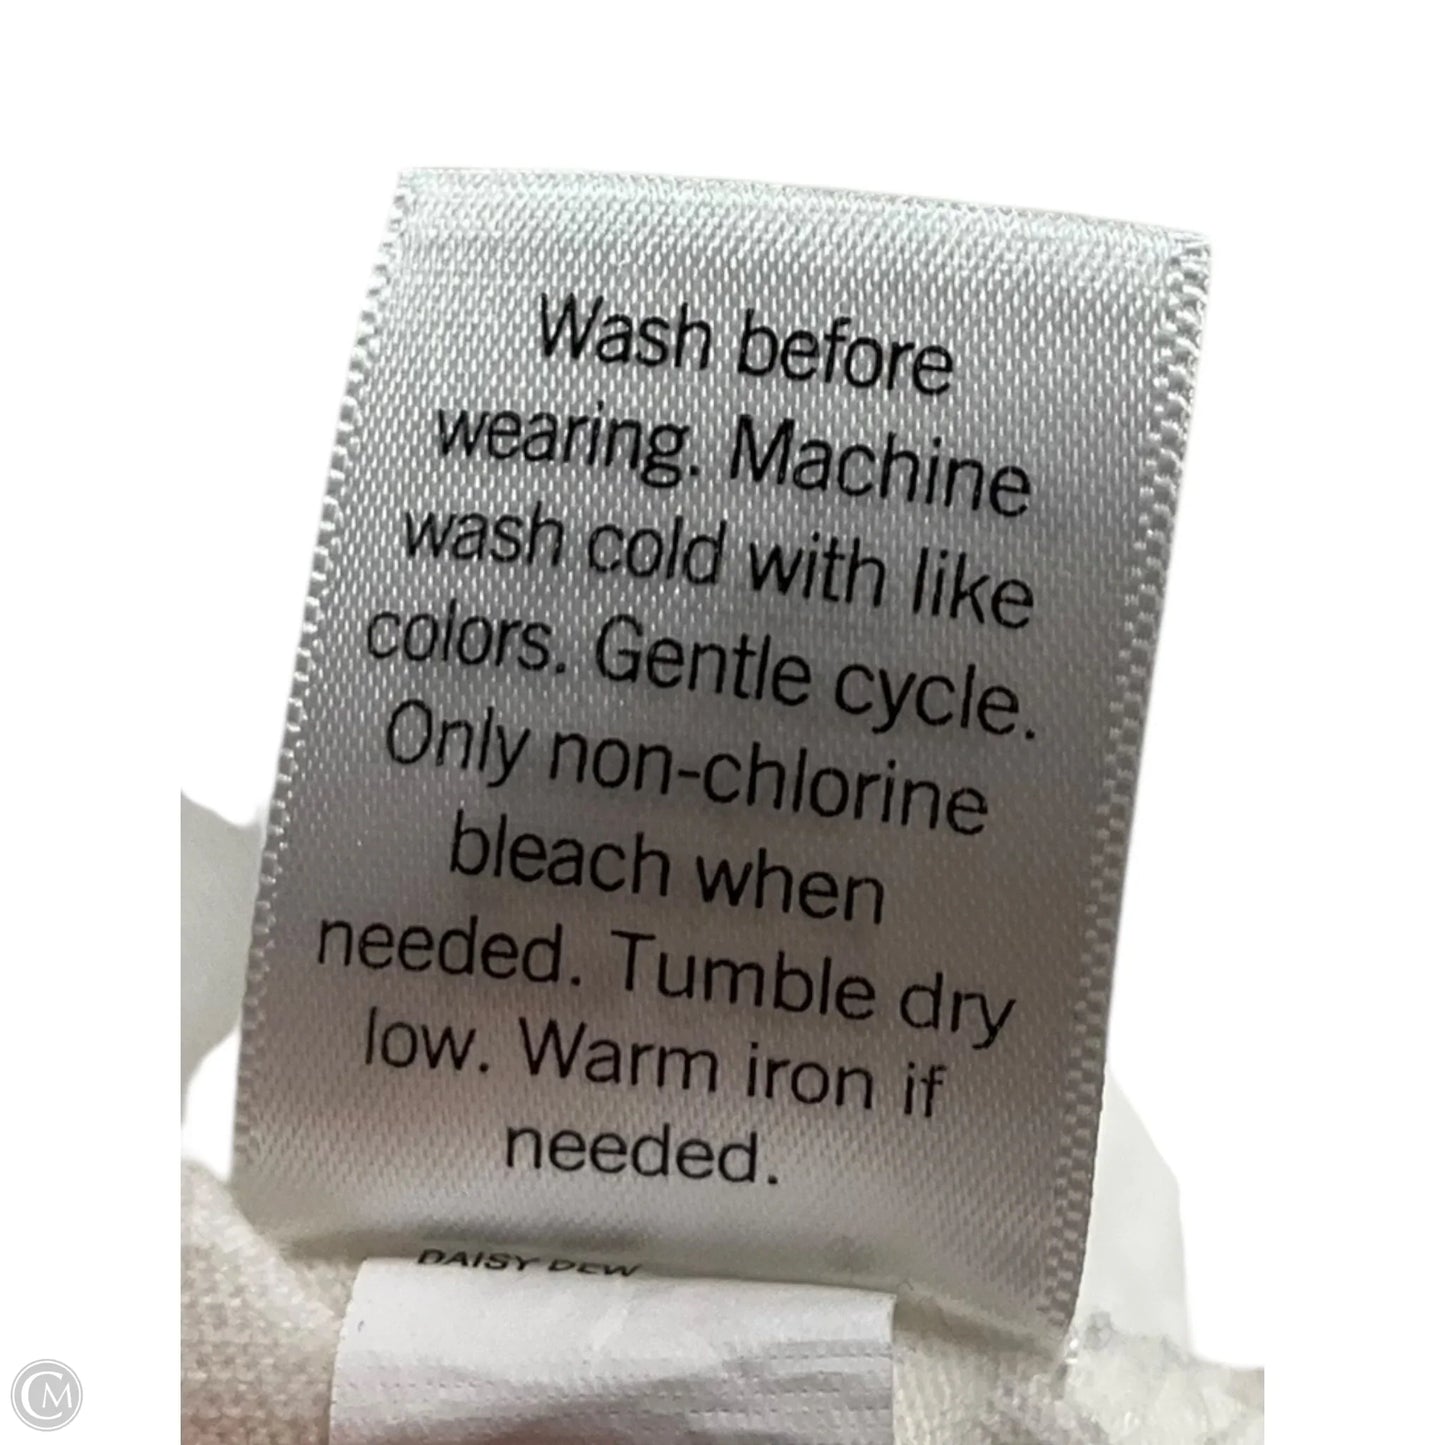 Wash before
wearing. Machine
wash cold with like
colors. Gentle cycle.
Only non-chlorine
bleach when
needed. Tumble dry
low. Warm iron if
needed.
DAISY DEW
CM